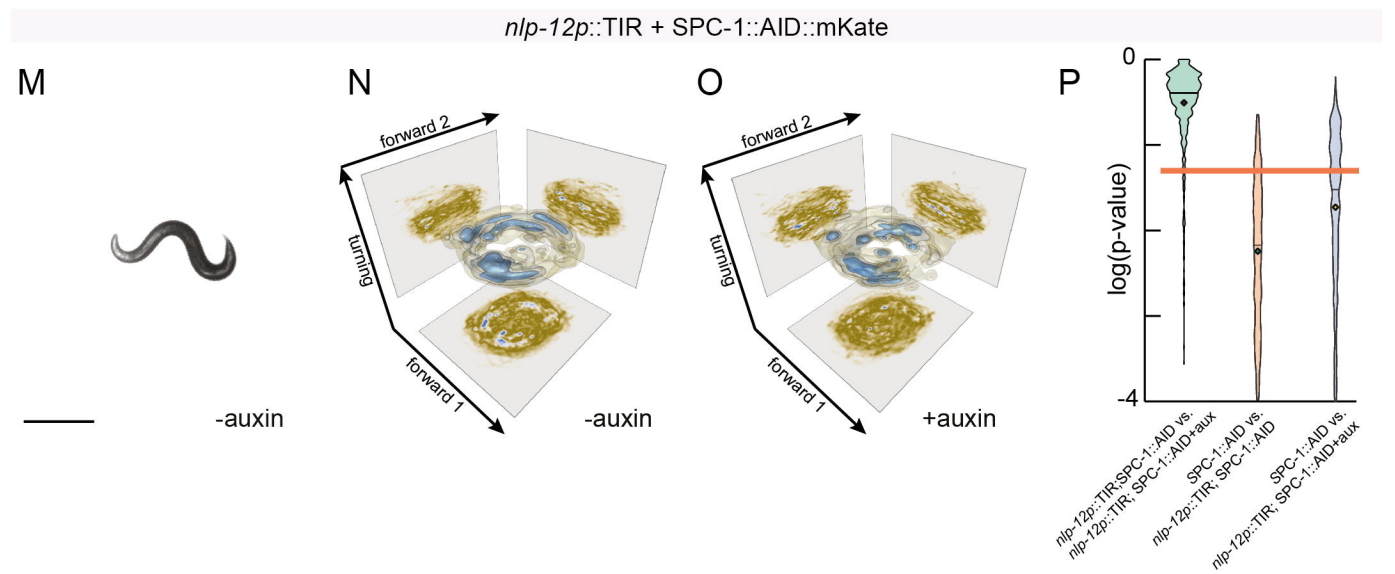 nlp-12p::TIR + SPC-1::AID::mKate
M
-auxin
N
forward 2
turning
forward 1
-auxin
O
forward 2
turning
forward 1
+auxin
P
0
log(p-value)
-4
nlp-12p::TIR;SPC-1::AID vs.
nlp-12p::TIR; SPC-1::AID+aux
SPC-1::AID vs.
nlp-12p::TIR; SPC-1::AID
SPC-1::AID vs.
nlp-12p::TIR; SPC-1::AID+aux